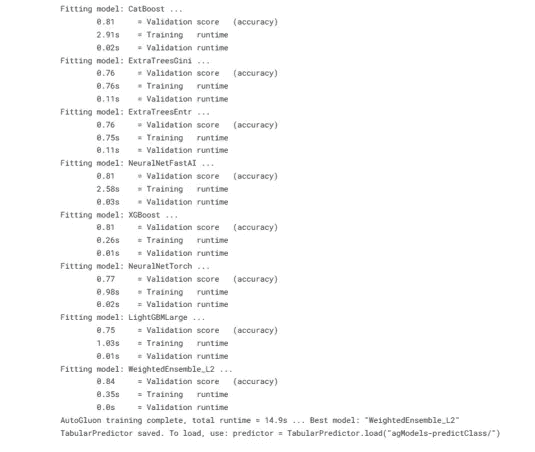 Fitting model: CatBoost ...
0.81 = Validation score (accuracy)
2.91s = Training runtime
0.02s = Validation runtime
Fitting model: ExtraTreesGini ...
0.76 = Validation score (accuracy)
0.76s = Training runtime
0.11s = Validation runtime
Fitting model: ExtraTreesEntr ...
0.76 = Validation score (accuracy)
0.75s = Training runtime
0.11s = Validation runtime
Fitting model: NeuralNetFastAI ...
0.81 = Validation score (accuracy)
2.58s = Training runtime
0.03s = Validation runtime
Fitting model: XGBoost ...
0.81 = Validation score (accuracy)
0.26s = Training runtime
0.01s = Validation runtime
Fitting model: NeuralNetTorch ...
0.77 = Validation score (accuracy)
0.98s = Training runtime
0.02s = Validation runtime
Fitting model: LightGBMLarge ...
0.75 = Validation score (accuracy)
1.03s = Training runtime
0.01s = Validation runtime
Fitting model: WeightedEnsemble_L2 ...
0.84 = Validation score (accuracy)
0.35s = Training runtime
0.0s = Validation runtime
AutoGluon training complete, total runtime = 14.9s ... Best model: "WeightedEnsemble_L2"
TabularPredictor saved. To load, use: predictor = TabularPredictor.load("agModels-predictClass/")